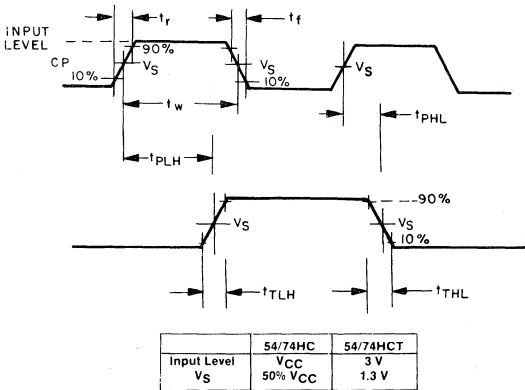 tr
tf
INPUT
LEVEL
90%
CP
VS
VS
VS
10%
10%
tw
tPHL
tPLH
90%
VS
VS
10%
tTLH
tTHL
54/74HC 54/74HCT
Input Level VCC 3 V
VS 50% VCC 1.3 V